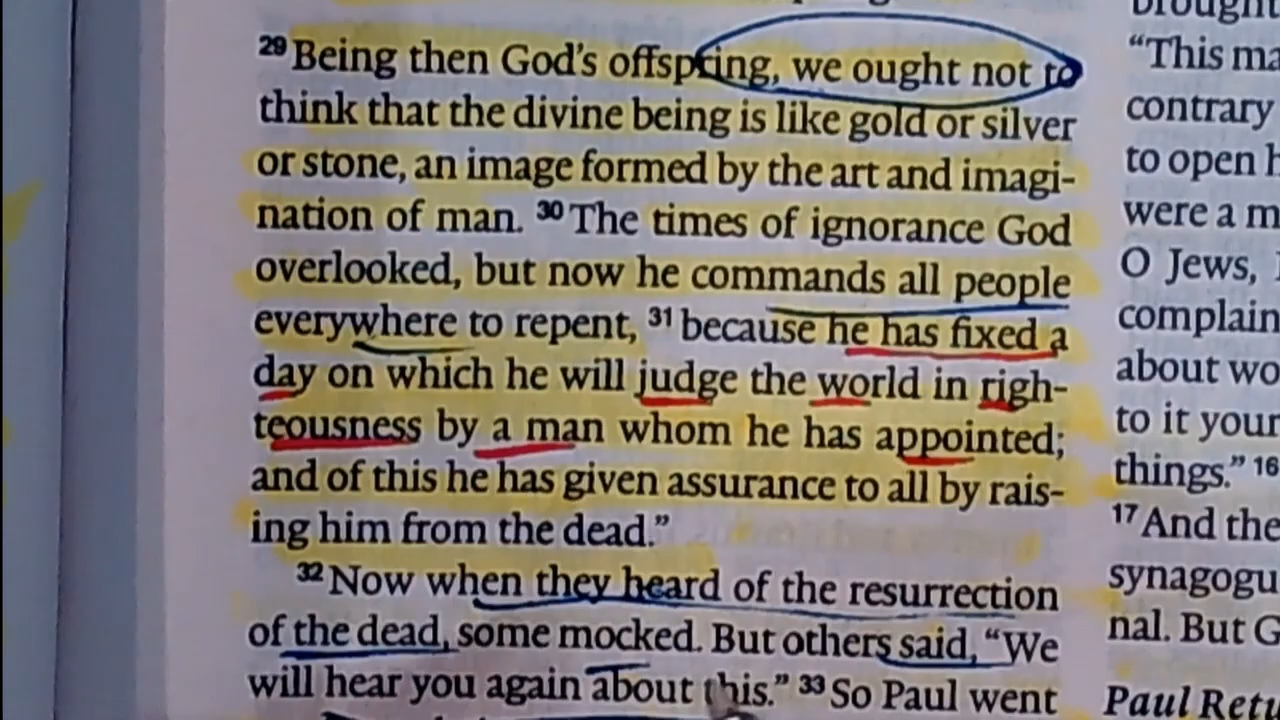 29 Being then God's offspring, we ought not to
think that the divine being is like gold or silver
or stone, an image formed by the art and imagi-
nation of man. 30 The times of ignorance God
overlooked, but now he commands all people
everywhere to repent, 31 because he has fixed a
day on which he will judge the world in righ-
teousness by a man whom he has appointed;
and of this he has given assurance to all by rais-
ing him from the dead.”
32 Now when they heard of the resurrection
of the dead, some mocked. But others said, “We
will hear you again about this.” 33 So Paul went
“This ma
contrary
to open h
were a m
O Jews, I
complain
about wo
to it your
things.” 16
17 And the
synagogu
nal. But G
Paul Retu